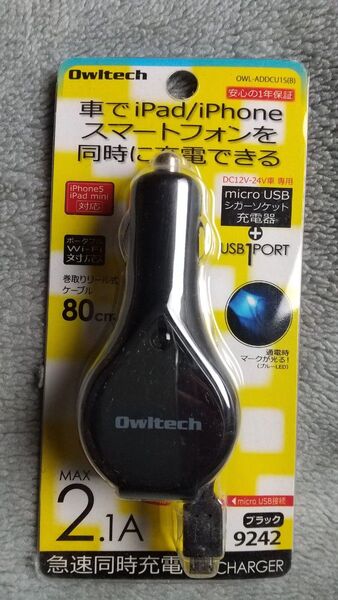 Owltech
OWL-ADDCU1S(B)
安心の1年保証
車でiPad/iPhone
スマートフォンを
同時に充電できる
DC12V-24V車 専用
iPhone5
iPad mini
対応
micro USB
シガーソケット
充電器
+
USB1PORT
ポータブル
Wi-Fi
対応
巻取りリール式
ケーブル
80cm
通電時
マークが光る!
(ブルーLED)
Owltech
MAX
2.1A
micro USB接続
ブラック
9242
急速同時充電
CHARGER